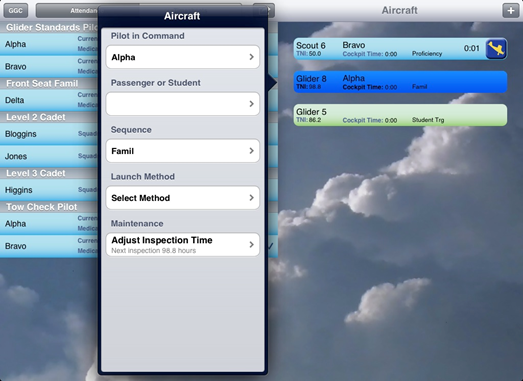 GGC
Attendan
Glider Standards Pilo
Alpha
Curren
Medica
Bravo
Curren
Medica
Front Seat Famil
Delta
Curren
Medica
Level 2 Cadet
Bloggins
Squad
Jones
Squad
Level 3 Cadet
Higgins
Squad
Tow Check Pilot
Alpha
Curren
Medica
Bravo
Curren
Medica
Aircraft
Pilot in Command
Alpha
Passenger or Student
Sequence
Famil
Launch Method
Select Method
Maintenance
Adjust Inspection Time
Next inspection 98.8 hours
Aircraft
+
Scout 6 Bravo 0:01
TNI: 50.0 Cockpit Time: 0:00 Proficiency
Glider 8 Alpha
TNI: 98.8 Cockpit Time: 0:00 Famil
Glider 5
TNI: 86.2 Cockpit Time: 0:00 Student Trg